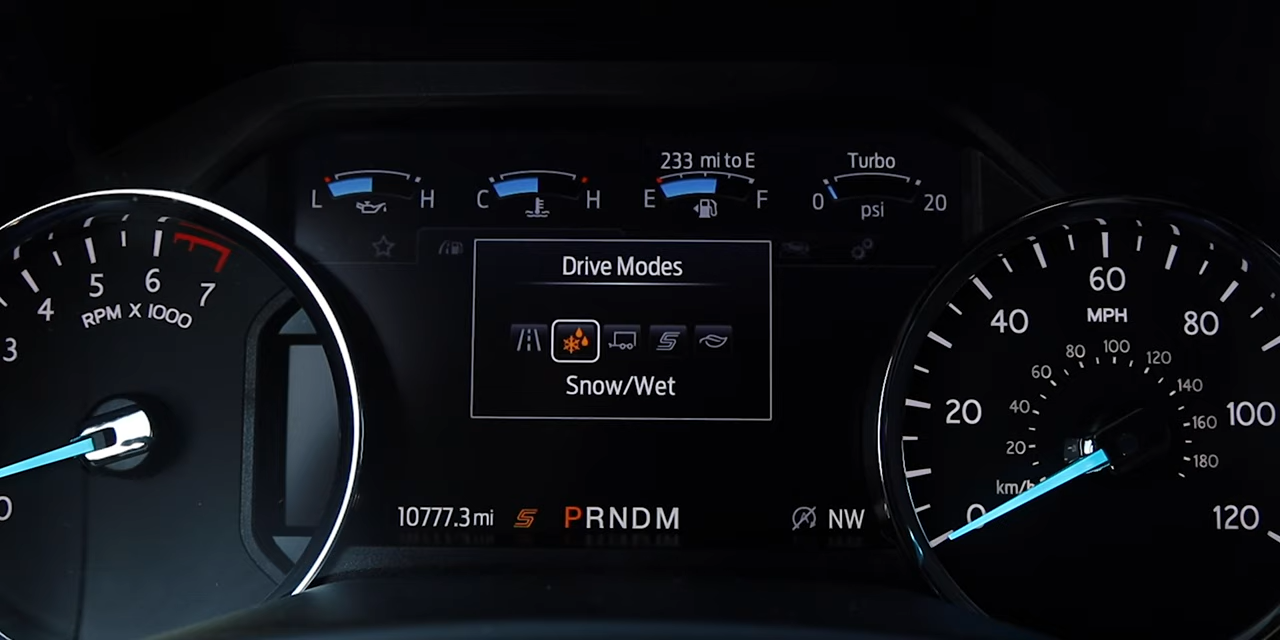 233 mi to E
Turbo
L H
C H
E F
0 psi 20
Drive Modes
Snow/Wet
0 3 4 5 6 7
RPM X 1000
0 20 40 60 80 100 120
MPH
20 40 60 80 100 120 140 160 180
km/h
10777.3 mi
PRNDM
NW